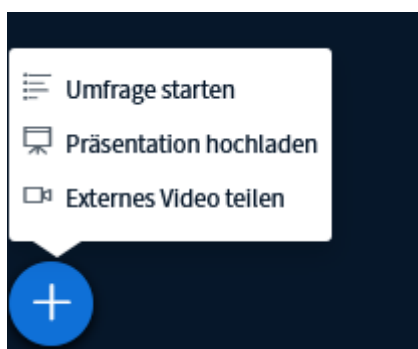 Umfrage starten
Präsentation hochladen
Externes Video teilen